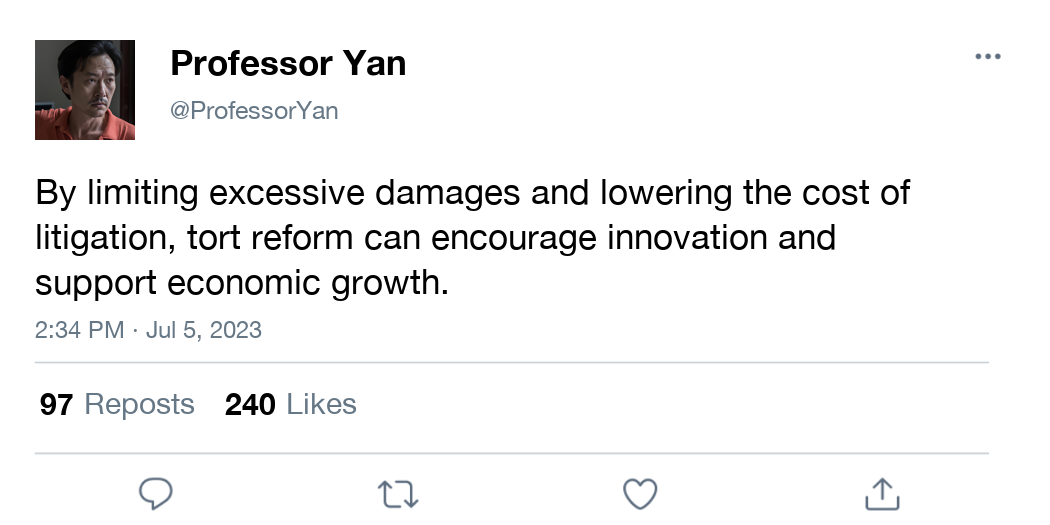 Professor Yan
@ProfessorYan
By limiting excessive damages and lowering the cost of
litigation, tort reform can encourage innovation and
support economic growth.
2:34 PM · Jul 5, 2023
97 Reposts 240 Likes